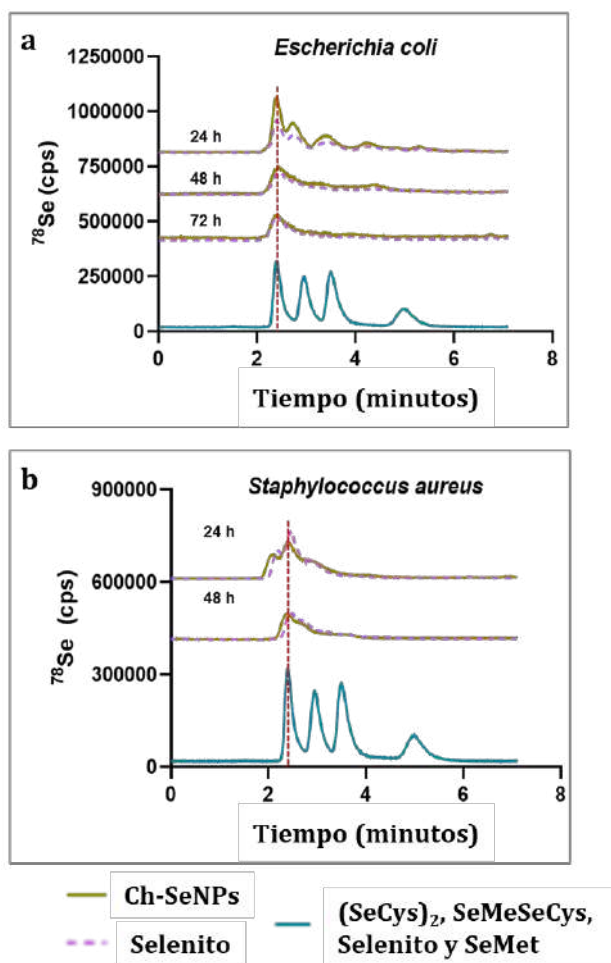 a
Escherichia coli
1250000
1000000
750000
500000
250000
0
⁷⁸Se (cps)
24 h
48 h
72 h
0 2 4 6 8
Tiempo (minutos)
b
Staphylococcus aureus
900000
600000
300000
0
⁷⁸Se (cps)
24 h
48 h
0 2 4 6 8
Tiempo (minutos)
Ch-SeNPs
Selenito
(SeCys)₂, SeMeSeCys,
Selenito y SeMet